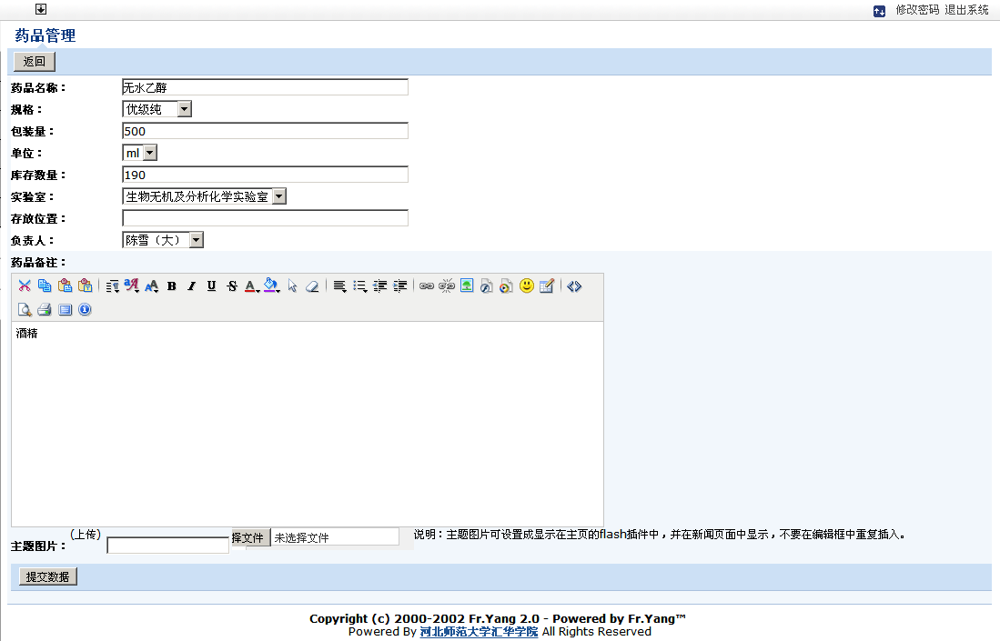 修改密码 退出系统
药品管理
返回
药品名称： 无水乙醇
规格： 优级纯
包装量： 500
单位： ml
库存数量： 190
实验室： 生物无机及分析化学实验室
存放位置：
负责人： 陈雪（大）
药品备注：
酒精
主题图片： (上传) 择文件 未选择文件 说明：主题图片可设置成显示在主页的flash插件中，并在新闻页面中显示，不要在编辑框中重复插入。
提交数据
Copyright (c) 2000-2002 Fr.Yang 2.0 - Powered by Fr.Yang™
Powered By 河北师范大学汇华学院 All Rights Reserved